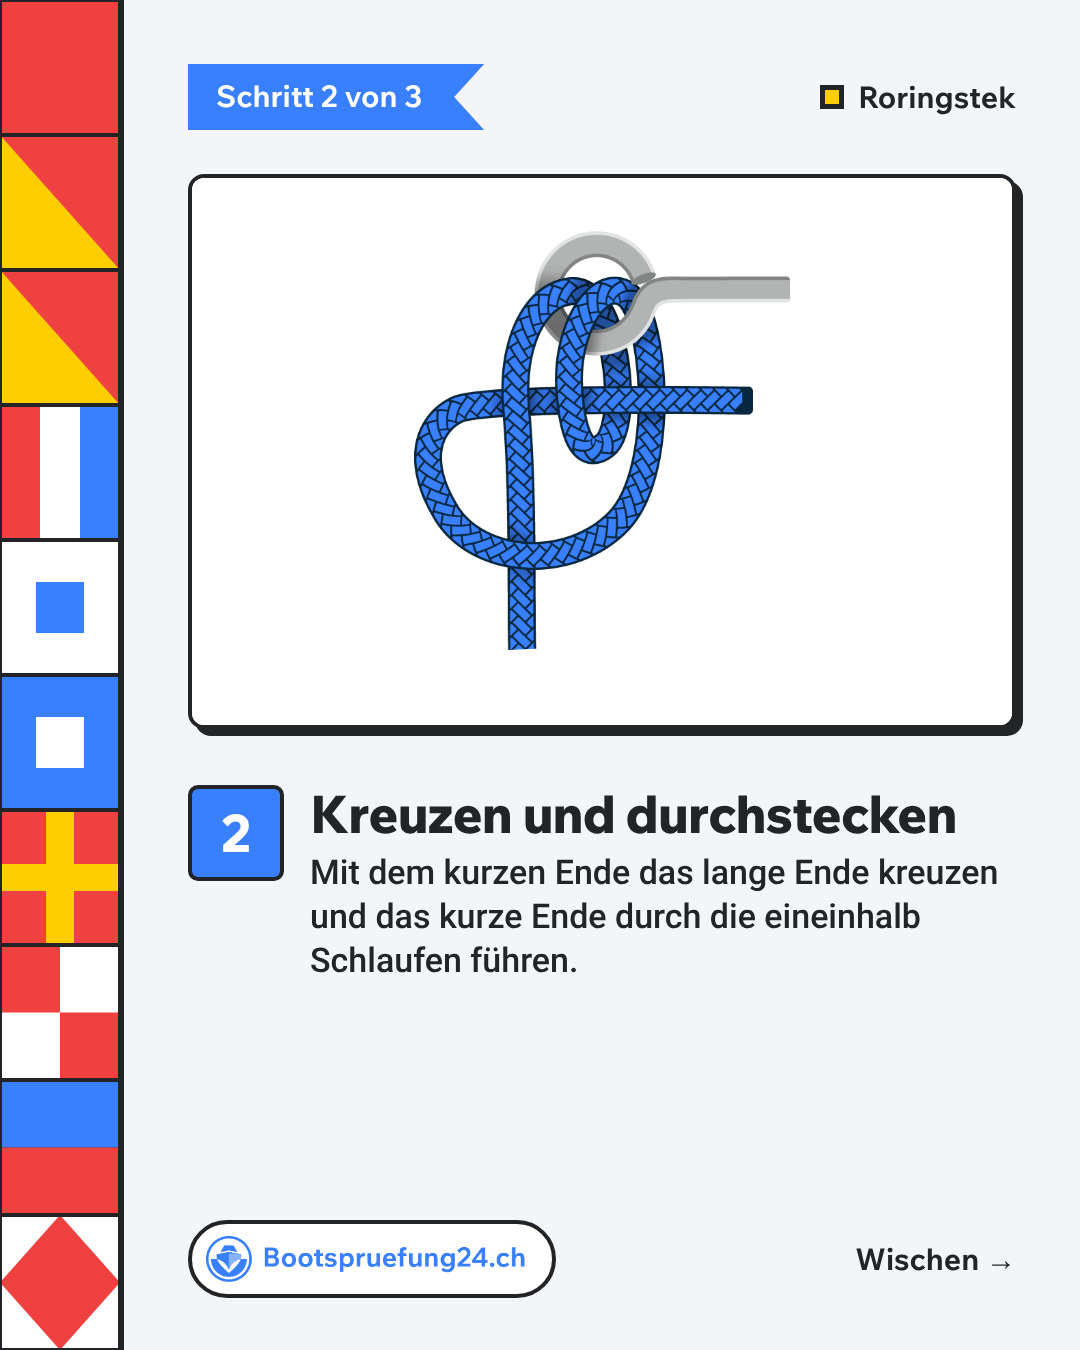 Schritt 2 von 3
Roringstek
2
Kreuzen und durchstecken
Mit dem kurzen Ende das lange Ende kreuzen
und das kurze Ende durch die eineinhalb
Schlaufen führen.
Bootspruefung24.ch
Wischen →